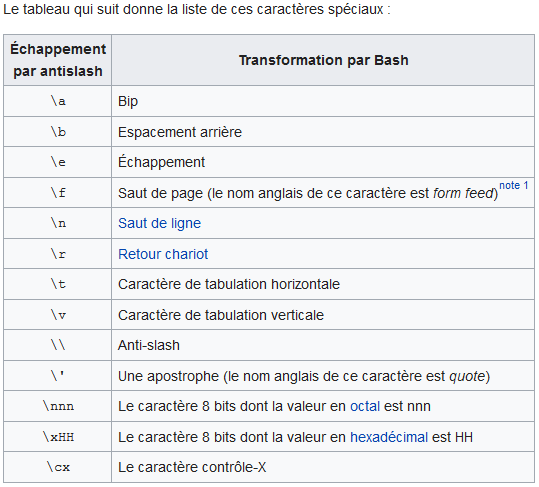 Le tableau qui suit donne la liste de ces caractères spéciaux :
Échappement par antislash Transformation par Bash
\a Bip
\b Espacement arrière
\e Échappement
\f Saut de page (le nom anglais de ce caractère est form feed)note 1
\n Saut de ligne
\r Retour chariot
\t Caractère de tabulation horizontale
\v Caractère de tabulation verticale
\\ Anti-slash
\' Une apostrophe (le nom anglais de ce caractère est quote)
\nnn Le caractère 8 bits dont la valeur en octal est nnn
\xHH Le caractère 8 bits dont la valeur en hexadécimal est HH
\cx Le caractère contrôle-X